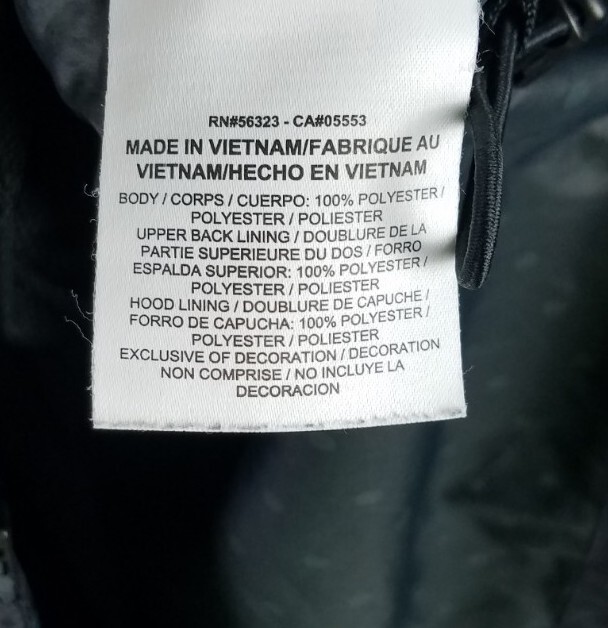 RN#56323 - CA#05553
MADE IN VIETNAM/FABRIQUE AU
VIETNAM/HECHO EN VIETNAM
BODY / CORPS / CUERPO: 100% POLYESTER /
POLYESTER / POLIESTER
UPPER BACK LINING / DOUBLURE DE LA
PARTIE SUPERIEURE DU DOS / FORRO
ESPALDA SUPERIOR: 100% POLYESTER /
POLYESTER / POLIESTER
HOOD LINING / DOUBLURE DE CAPUCHE /
FORRO DE CAPUCHA: 100% POLYESTER /
POLYESTER / POLIESTER
EXCLUSIVE OF DECORATION / DECORATION
NON COMPRISE / NO INCLUYE LA
DECORACION